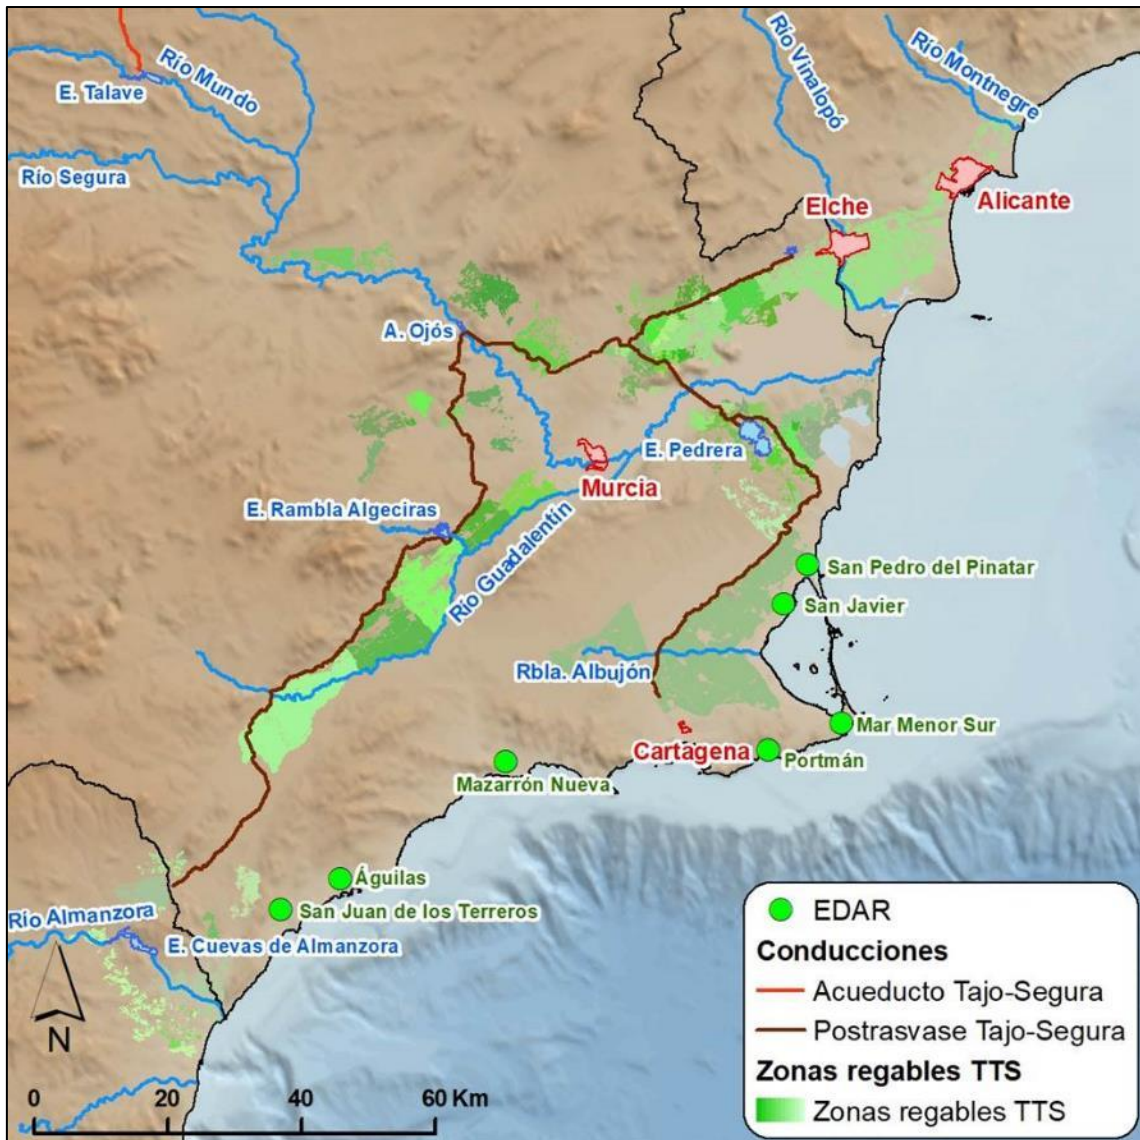 Río Mundo
E. Talave
Río Vinalopó
Río Montnegre
Río Segura
Elche
Alicante
A. Ojós
E. Pedrera
Murcia
E. Rambla Algeciras
Río Guadalentín
San Pedro del Pinatar
San Javier
Rbla. Albujón
Mar Menor Sur
Cartagena
Portmán
Mazarrón Nueva
Águilas
San Juan de los Terreros
Río Almanzora
E. Cuevas de Almanzora
N
0 20 40 60 Km
EDAR
Conducciones
Acueducto Tajo-Segura
Postrasvase Tajo-Segura
Zonas regables TTS
Zonas regables TTS